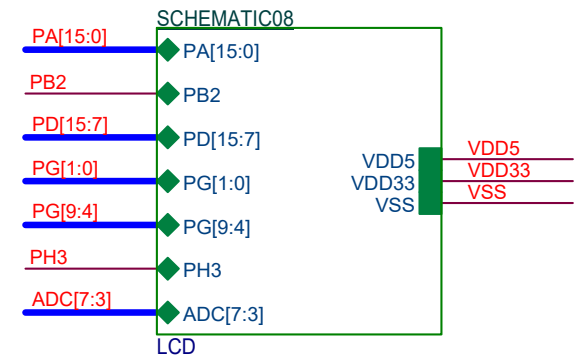 SCHEMATIC08
PA[15:0] PA[15:0]
PB2 PB2
PD[15:7] PD[15:7]
PG[1:0] PG[1:0]
PG[9:4] PG[9:4]
PH3 PH3
ADC[7:3] ADC[7:3]
VDD5 VDD5
VDD33 VDD33
VSS VSS
LCD